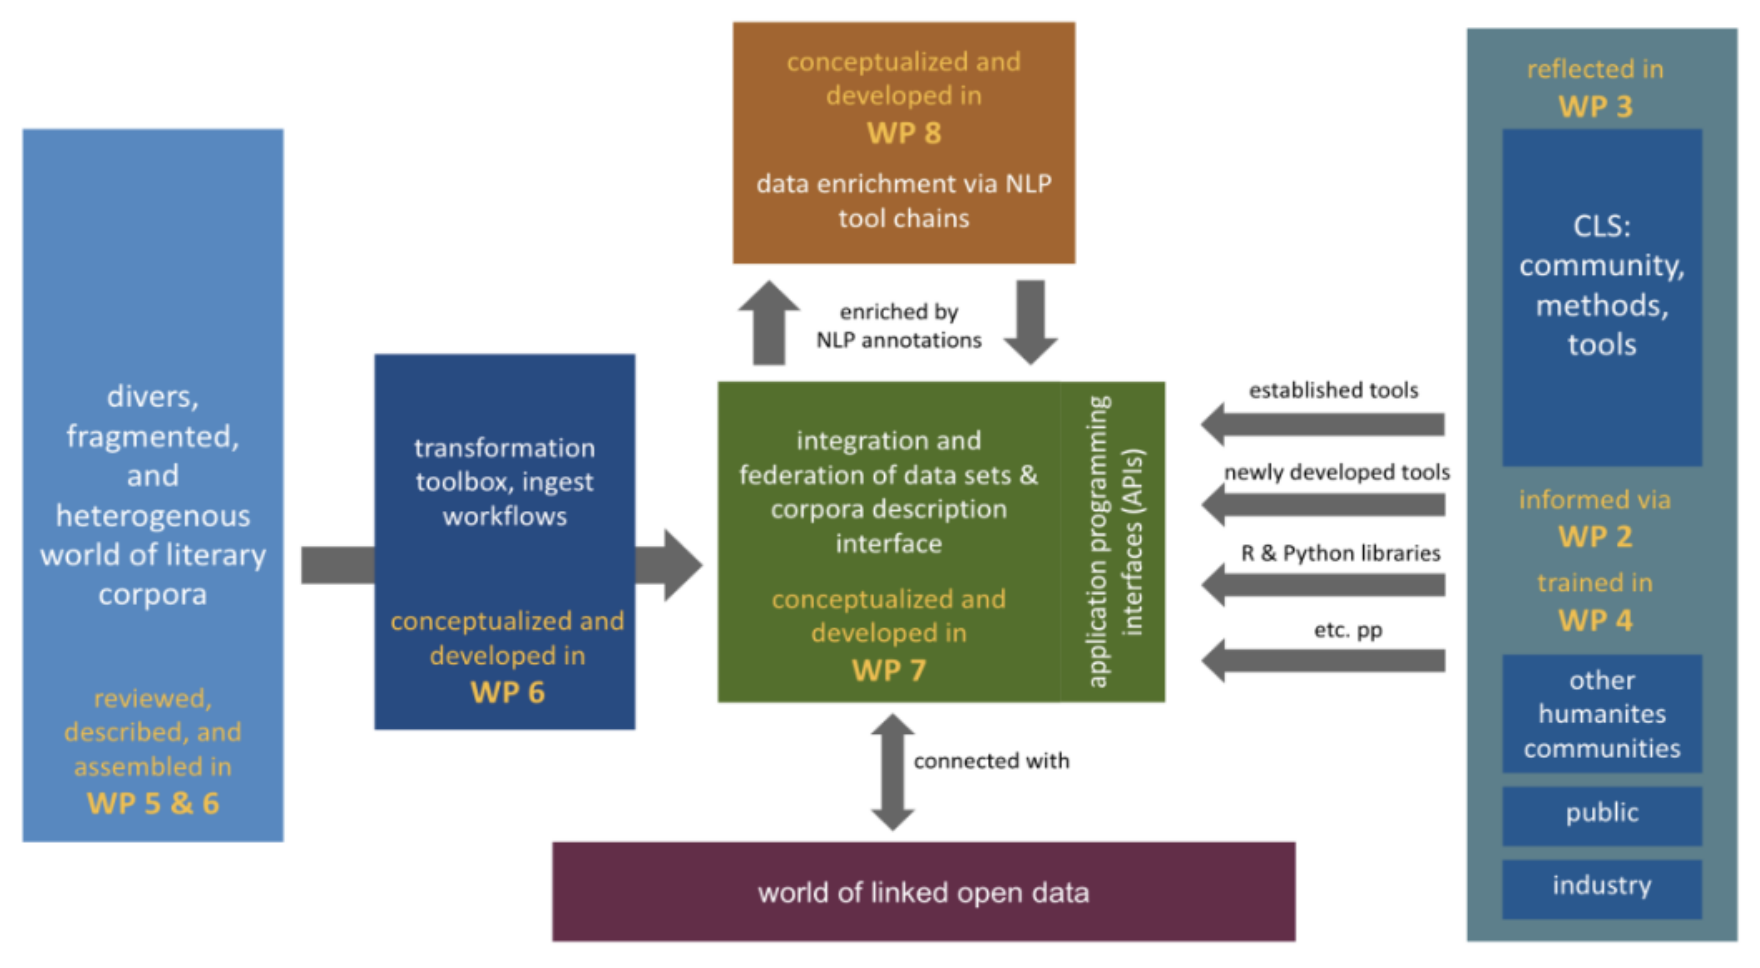 divers,
fragmented,
and
heterogenous
world of literary
corpora
reviewed,
described, and
assembled in
WP 5 & 6
transformation
toolbox, ingest
workflows
conceptualized and
developed in
WP 6
conceptualized and
developed in
WP 8
data enrichment via NLP
tool chains
enriched by
NLP annotations
integration and
federation of data sets &
corpora description
interface
conceptualized and
developed in
WP 7
application programming
interfaces (APIs)
connected with
world of linked open data
established tools
newly developed tools
R & Python libraries
etc. pp
reflected in
WP 3
CLS:
community,
methods,
tools
informed via
WP 2
trained in
WP 4
other
humanites
communities
public
industry